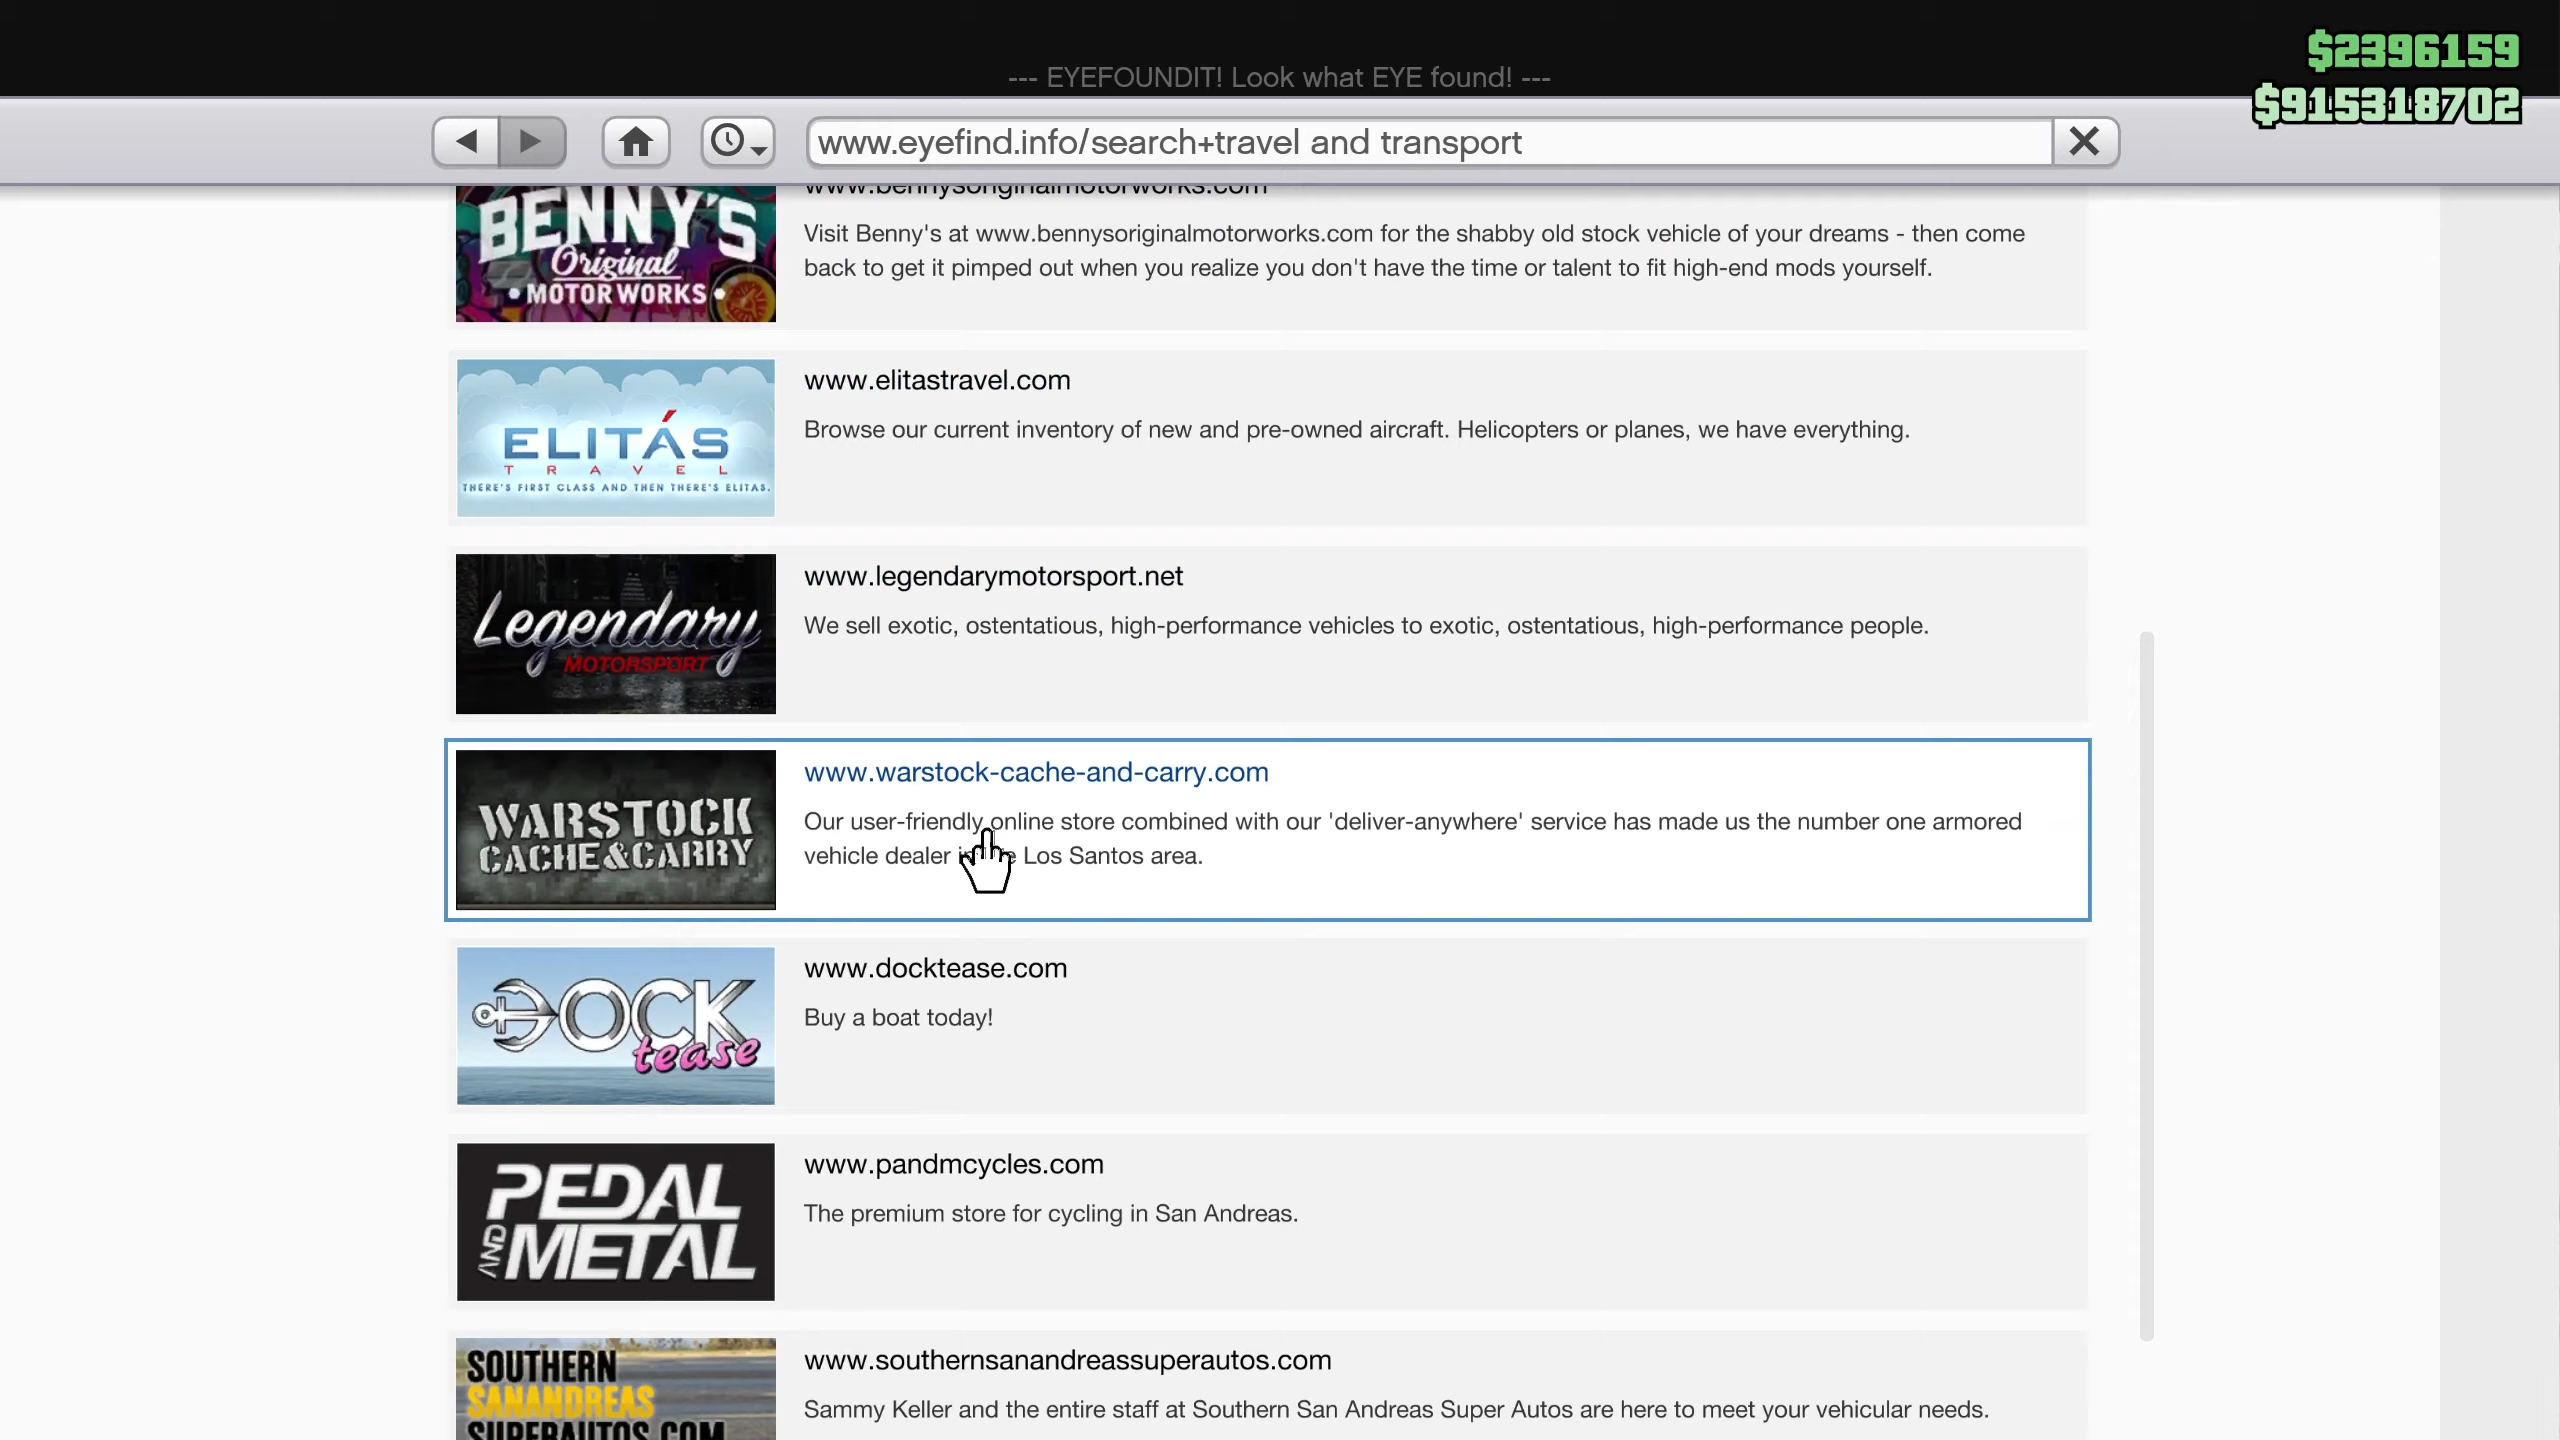 $2396159
--- EYEFOUNDIT! Look what EYE found! ---
$915318702
www.eyefind.info/search+travel and transport
www.bennysoriginalmotorworks.com
BENNY'S
Original
MOTORWORKS
Visit Benny's at www.bennysoriginalmotorworks.com for the shabby old stock vehicle of your dreams - then come
back to get it pimped out when you realize you don't have the time or talent to fit high-end mods yourself.
ELITÁS
TRAVEL
THERE'S FIRST CLASS AND THEN THERE'S ELITAS.
www.elitastravel.com
Browse our current inventory of new and pre-owned aircraft. Helicopters or planes, we have everything.
Legendary
MOTORSPORT
www.legendarymotorsport.net
We sell exotic, ostentatious, high-performance vehicles to exotic, ostentatious, high-performance people.
WARSTOCK
CACHE&CARRY
www.warstock-cache-and-carry.com
Our user-friendly online store combined with our 'deliver-anywhere' service has made us the number one armored
vehicle dealer in Los Santos area.
DOCK
tease
www.docktease.com
Buy a boat today!
PEDAL
AND
METAL
www.pandmcycles.com
The premium store for cycling in San Andreas.
SOUTHERN
SANANDREAS
SUPERAUTOS.COM
www.southernsanandreassuperautos.com
Sammy Keller and the entire staff at Southern San Andreas Super Autos are here to meet your vehicular needs.